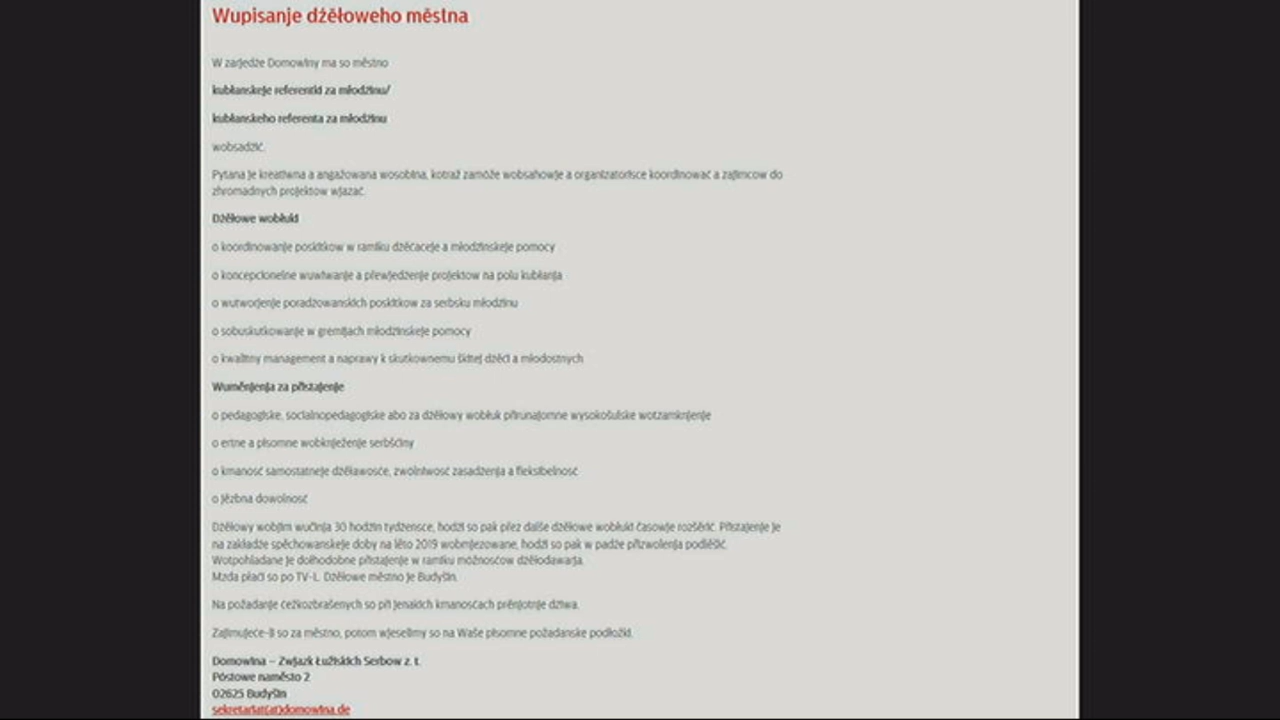 Wupisanje dźěłoweho městna
W zarjedźe Domowiny ma so městno
kubłanskeje referentki za młodźinu/
kubłanskeho referenta za młodźinu
wobsadźić.
Pytana je kreatiwna a angažowana wosobina, kotraž zamóže wobsahowje a organizatorisce koordinować a zajimcow do
zhromadnych projektow wjazać.
Dźěłowe wobłuki
o koordinowanje poskitkow w ramiku dźěćaceje a młodźinskeje pomocy
o koncepcionelne wuwiwanje a přewjedźenje projektow na polu kubłanja
o wutworjenje poradźowanskich poskitkow za serbsku młodźinu
o sobuskutkowanje w gremijach młodźinskeje pomocy
o kwalitny management a naprawy k skutkownemu škitej dźěći a młodostnych
Wuměnjenja za přistajenje
o pedagogiske, socialnopedagogiske abo za dźěłowy wobłuk přirunajomne wysokošulske wotzamknjenje
o ertne a pisomne wobknježenje serbšćiny
o kmanosć samostatneje dźěławosće, zwólniwosć zasadźenja a fleksibelnosć
o jězbna dowolnosć
Dźěłowy wobjim wučinja 30 hodźin tydźensce, hodźi so pak přez dalše dźěłowe wobłuki časowje rozšěrić. Přistajenje je
na zakładźe spěchowanskeje doby na lěto 2019 wobmjezowane, hodźi so pak w padźe přizwolenja podlěšić.
Wotpohladane je dołhodobne přistajenje w ramiku móžnosćow dźěłodawarja.
Mzda płaći so po TV-L. Dźěłowe městno je Budyšin.
Na požadanje ćežkozbrašenych so při jenakich kmanosćach prěnjotnje dźiwa.
Zajimujeće-li so za městno, potom wjeselimy so na Waše pisomne požadanske podłožki.
Domowina – Zwjazk Łužiskich Serbow z. t.
Póstowe naměsto 2
02625 Budyšin
sekretariat(at)domowina.de